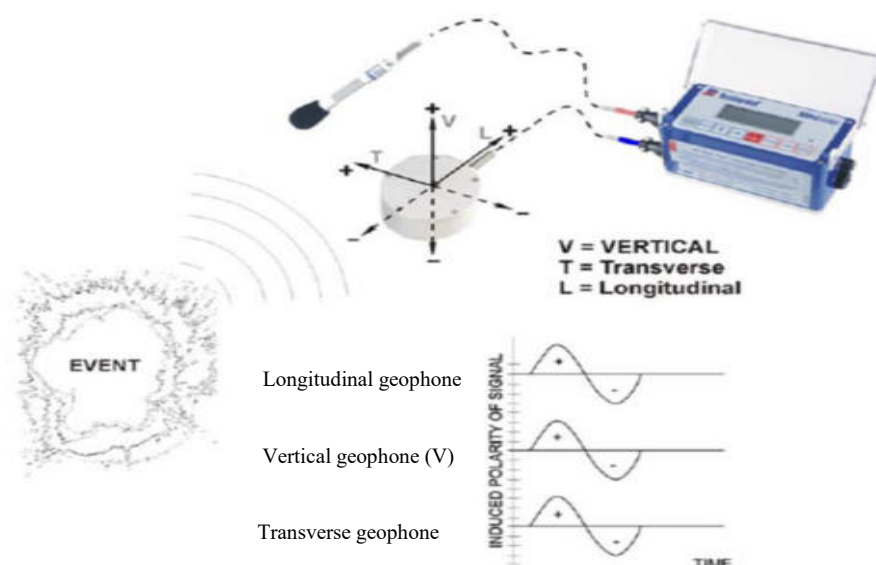 +
V
L
+
T
+
-
-
-
V = VERTICAL
T = Transverse
L = Longitudinal
EVENT
Longitudinal geophone
Vertical geophone (V)
Transverse geophone
INDUCED POLARITY OF SIGNAL
+
-
+
-
+
-
TIME